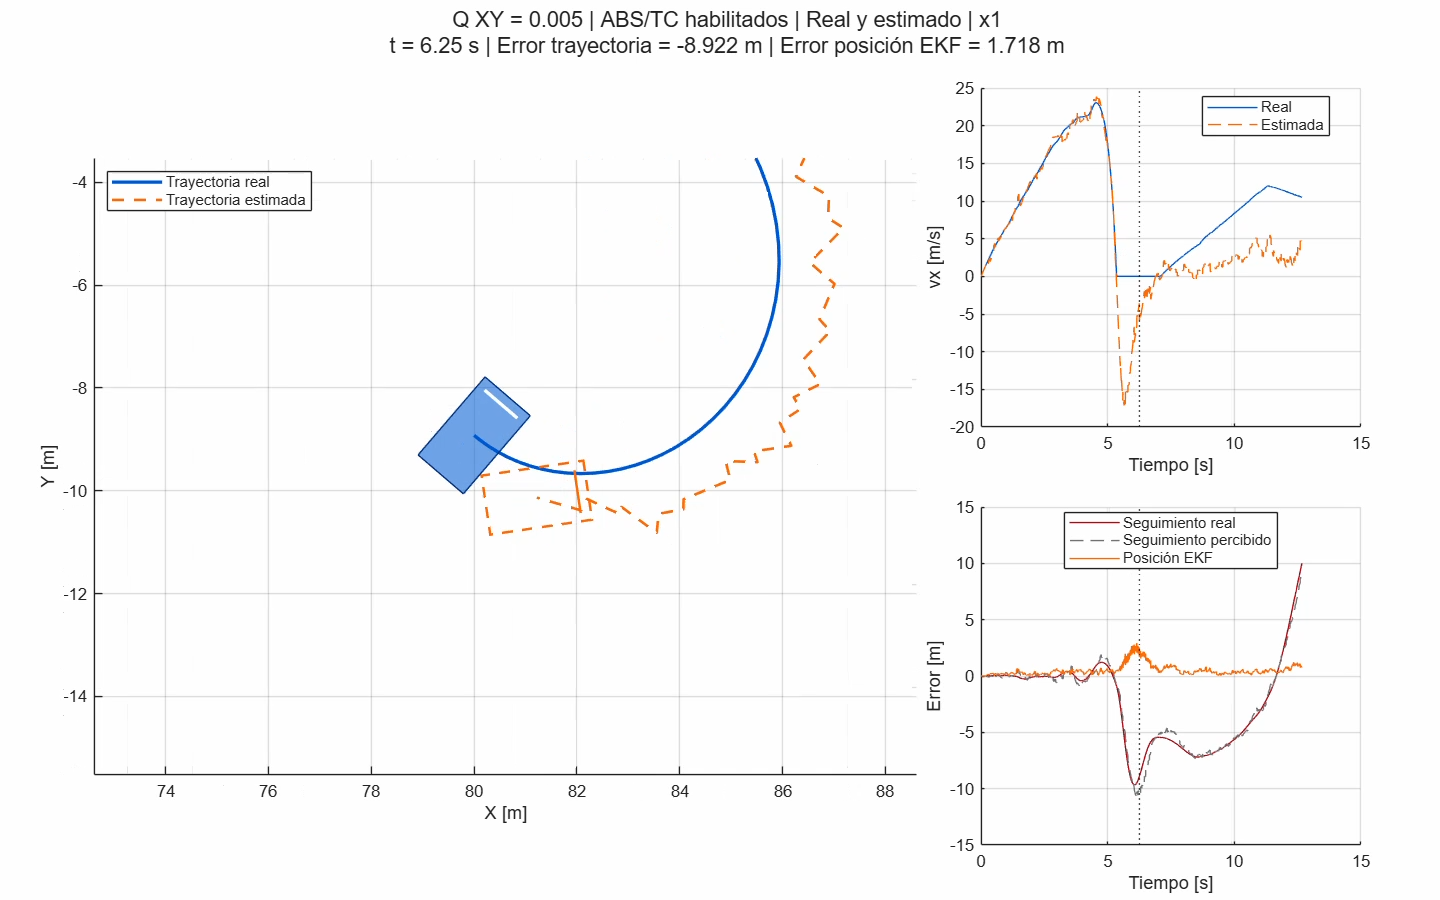 Q XY = 0.005 | ABS/TC habilitados | Real y estimado | x1
t = 6.25 s | Error trayectoria = -8.922 m | Error posición EKF = 1.718 m
Trayectoria real
Trayectoria estimada
-4
-6
-8
-10
-12
-14
Y [m]
74
76
78
80
82
84
86
88
X [m]
Real
Estimada
25
20
15
10
5
0
-5
-10
-15
-20
vx [m/s]
0
5
10
15
Tiempo [s]
Seguimiento real
Seguimiento percibido
Posición EKF
15
10
5
0
-5
-10
-15
Error [m]
0
5
10
15
Tiempo [s]